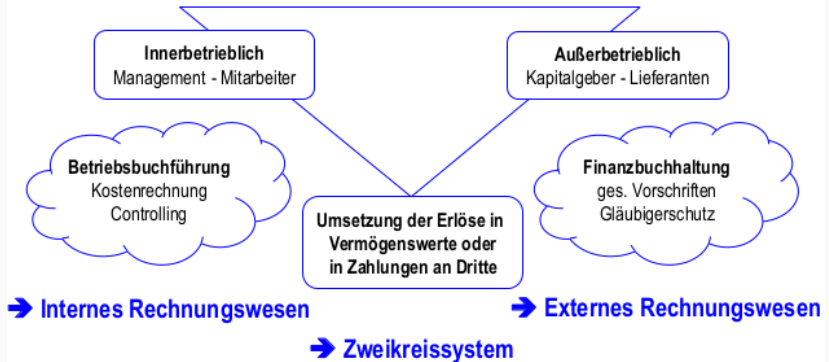 Innerbetrieblich
Management - Mitarbeiter
Außerbetrieblich
Kapitalgeber - Lieferanten
Betriebsbuchführung
Kostenrechnung
Controlling
Umsetzung der Erlöse in
Vermögenswerte oder
in Zahlungen an Dritte
Finanzbuchhaltung
ges. Vorschriften
Gläubigerschutz
➔ Internes Rechnungswesen
➔ Externes Rechnungswesen
➔ Zweikreissystem